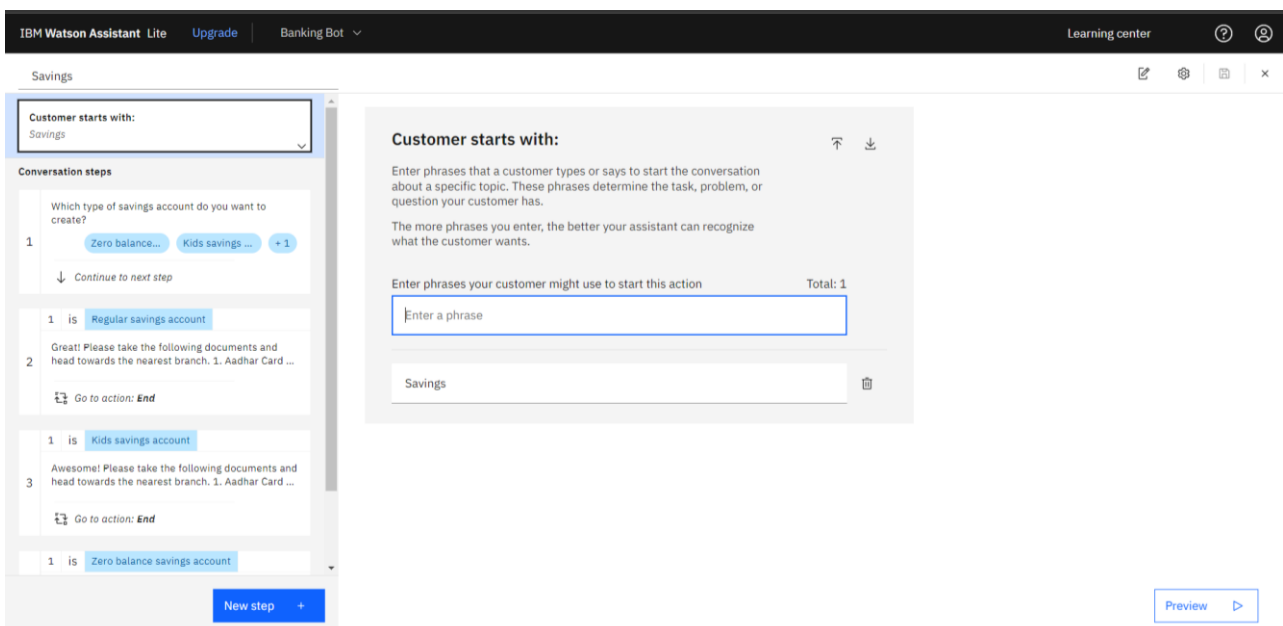 IBM Watson Assistant Lite Upgrade Banking Bot Learning center
Savings
Customer starts with:
Savings
Conversation steps
1
Which type of savings account do you want to
create?
Zero balance... Kids savings ... + 1
Continue to next step
1 is Regular savings account
2
Great! Please take the following documents and
head towards the nearest branch. 1. Aadhar Card ...
Go to action: End
1 is Kids savings account
3
Awesome! Please take the following documents and
head towards the nearest branch. 1. Aadhar Card ...
Go to action: End
1 is Zero balance savings account
New step +
Customer starts with:
Enter phrases that a customer types or says to start the conversation
about a specific topic. These phrases determine the task, problem, or
question your customer has.
The more phrases you enter, the better your assistant can recognize
what the customer wants.
Enter phrases your customer might use to start this action Total: 1
Enter a phrase
Savings
Preview